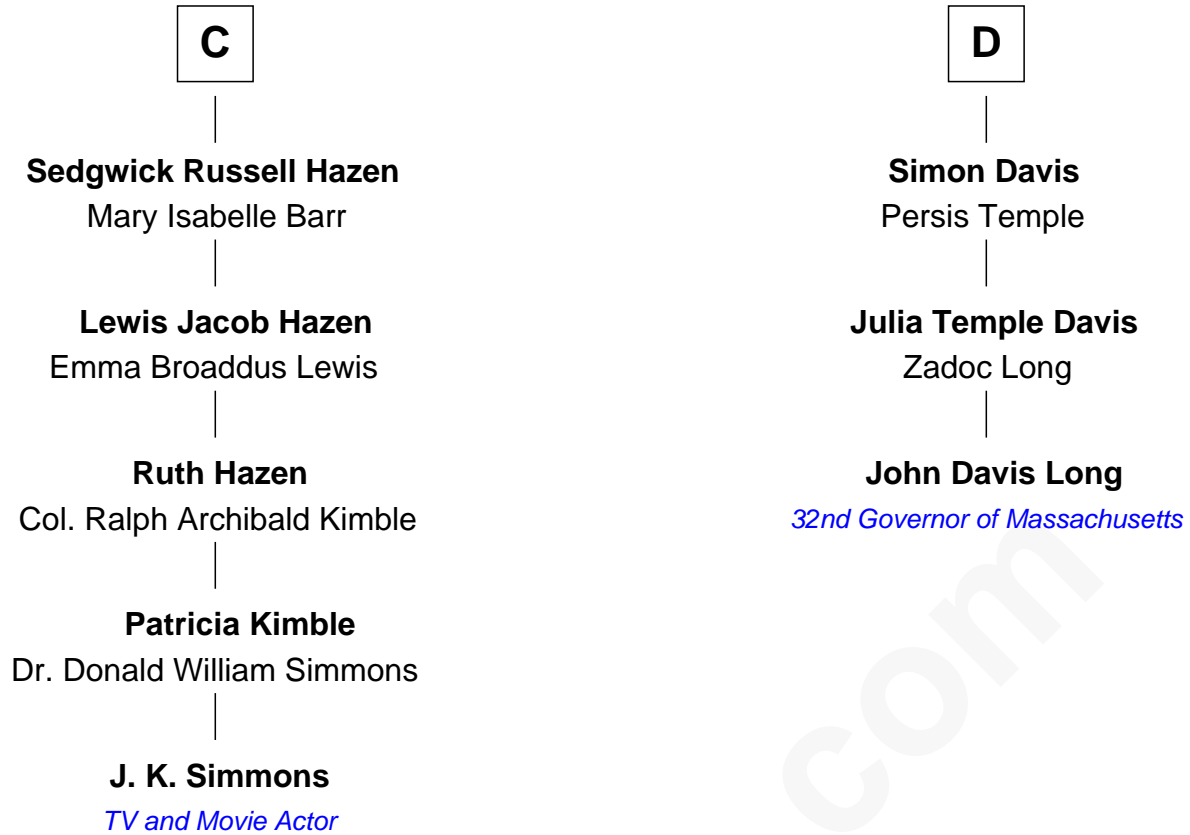 C
Sedgwick Russell Hazen
Mary Isabelle Barr
Lewis Jacob Hazen
Emma Broaddus Lewis
Ruth Hazen
Col. Ralph Archibald Kimble
Patricia Kimble
Dr. Donald William Simmons
J. K. Simmons
TV and Movie Actor
D
Simon Davis
Persis Temple
Julia Temple Davis
Zadoc Long
John Davis Long
32nd Governor of Massachusetts
com